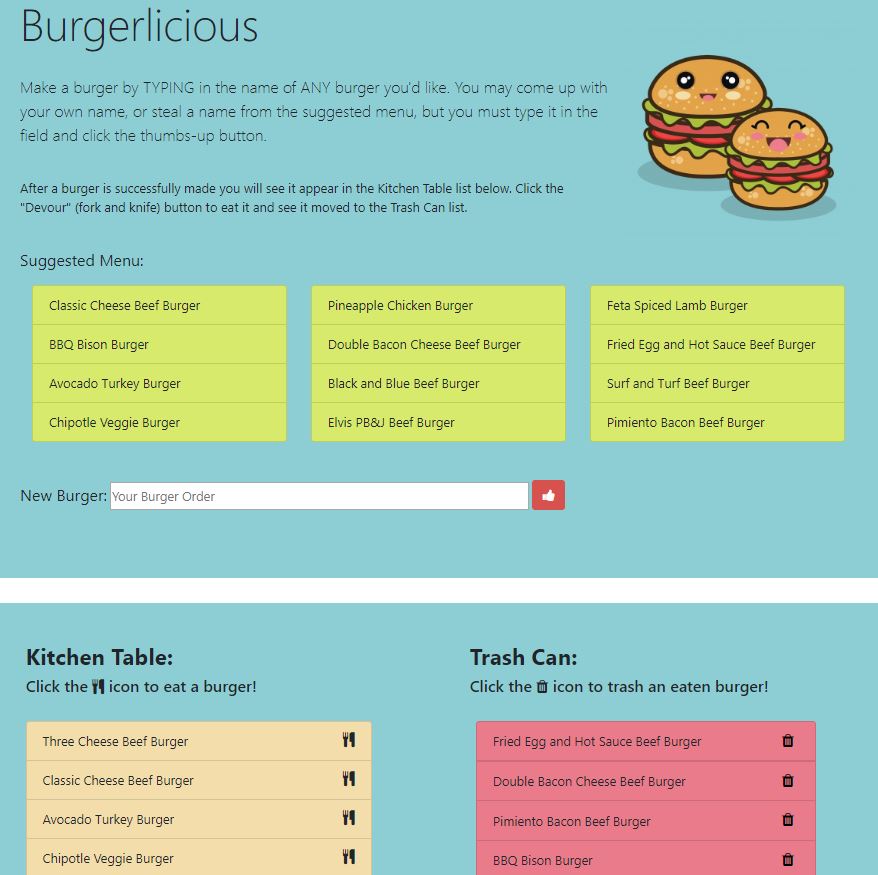 Burgerlicious
Make a burger by TYPING in the name of ANY burger you'd like. You may come up with
your own name, or steal a name from the suggested menu, but you must type it in the
field and click the thumbs-up button.
After a burger is successfully made you will see it appear in the Kitchen Table list below. Click the
"Devour" (fork and knife) button to eat it and see it moved to the Trash Can list.
Suggested Menu:
Classic Cheese Beef Burger
BBQ Bison Burger
Avocado Turkey Burger
Chipotle Veggie Burger
Pineapple Chicken Burger
Double Bacon Cheese Beef Burger
Black and Blue Beef Burger
Elvis PB&J Beef Burger
Feta Spiced Lamb Burger
Fried Egg and Hot Sauce Beef Burger
Surf and Turf Beef Burger
Pimiento Bacon Beef Burger
New Burger: Your Burger Order
Kitchen Table:
Click the icon to eat a burger!
Three Cheese Beef Burger
Classic Cheese Beef Burger
Avocado Turkey Burger
Chipotle Veggie Burger
Trash Can:
Click the icon to trash an eaten burger!
Fried Egg and Hot Sauce Beef Burger
Double Bacon Cheese Beef Burger
Pimiento Bacon Beef Burger
BBQ Bison Burger